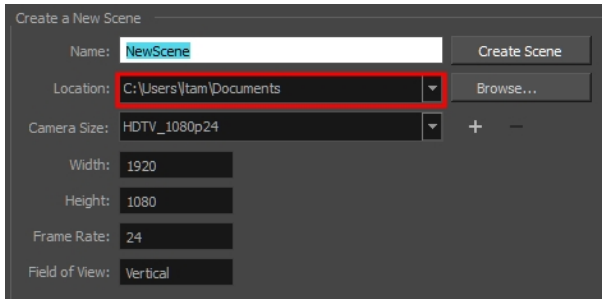 Create a New Scene
Name: NewScene Create Scene
Location: C:\Users\ltam\Documents Browse...
Camera Size: HDTV_1080p24
Width: 1920
Height: 1080
Frame Rate: 24
Field of View: Vertical